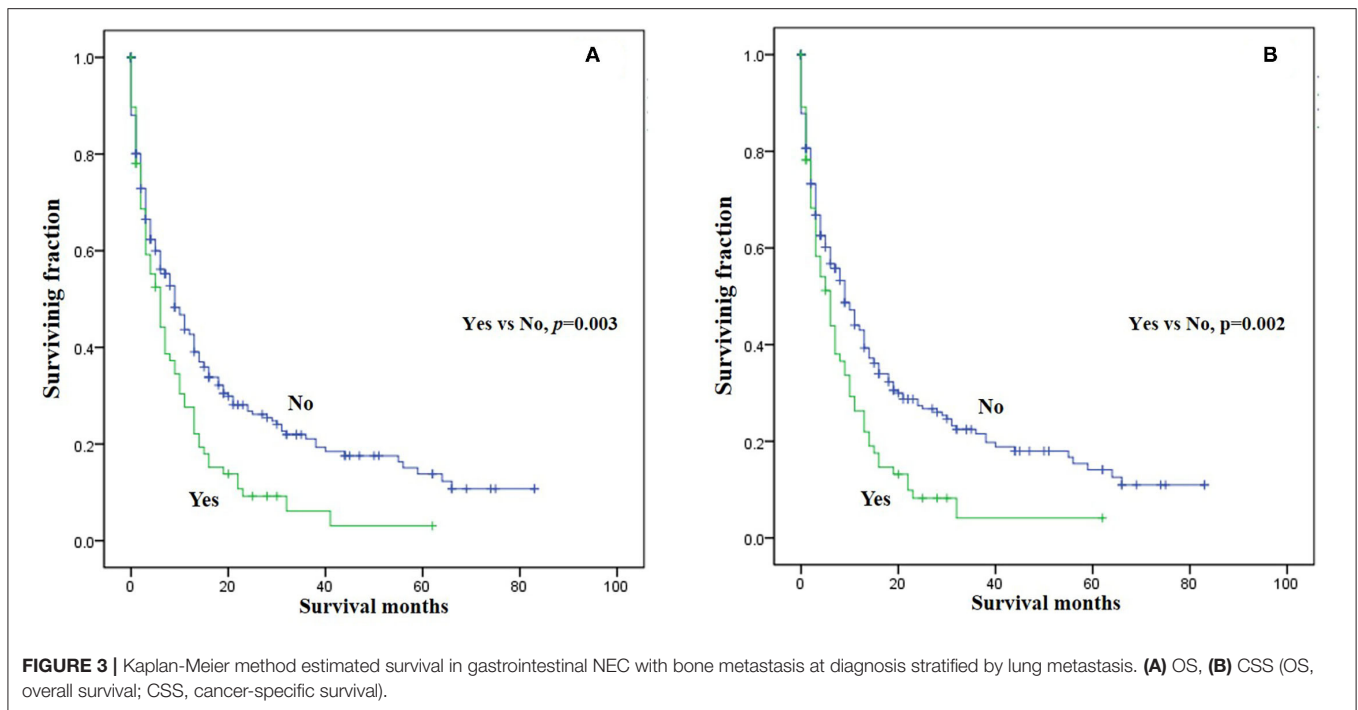 A
Survivinig fraction
1.0
0.8
0.6
0.4
0.2
0.0
Yes vs No, p=0.003
No
Yes
0 20 40 60 80 100
Survival months
B
Surviving fraction
1.0
0.8
0.6
0.4
0.2
0.0
Yes vs No, p=0.002
No
Yes
0 20 40 60 80 100
Survival months
FIGURE 3 | Kaplan-Meier method estimated survival in gastrointestinal NEC with bone metastasis at diagnosis stratified by lung metastasis. (A) OS, (B) CSS (OS,
overall survival; CSS, cancer-specific survival).